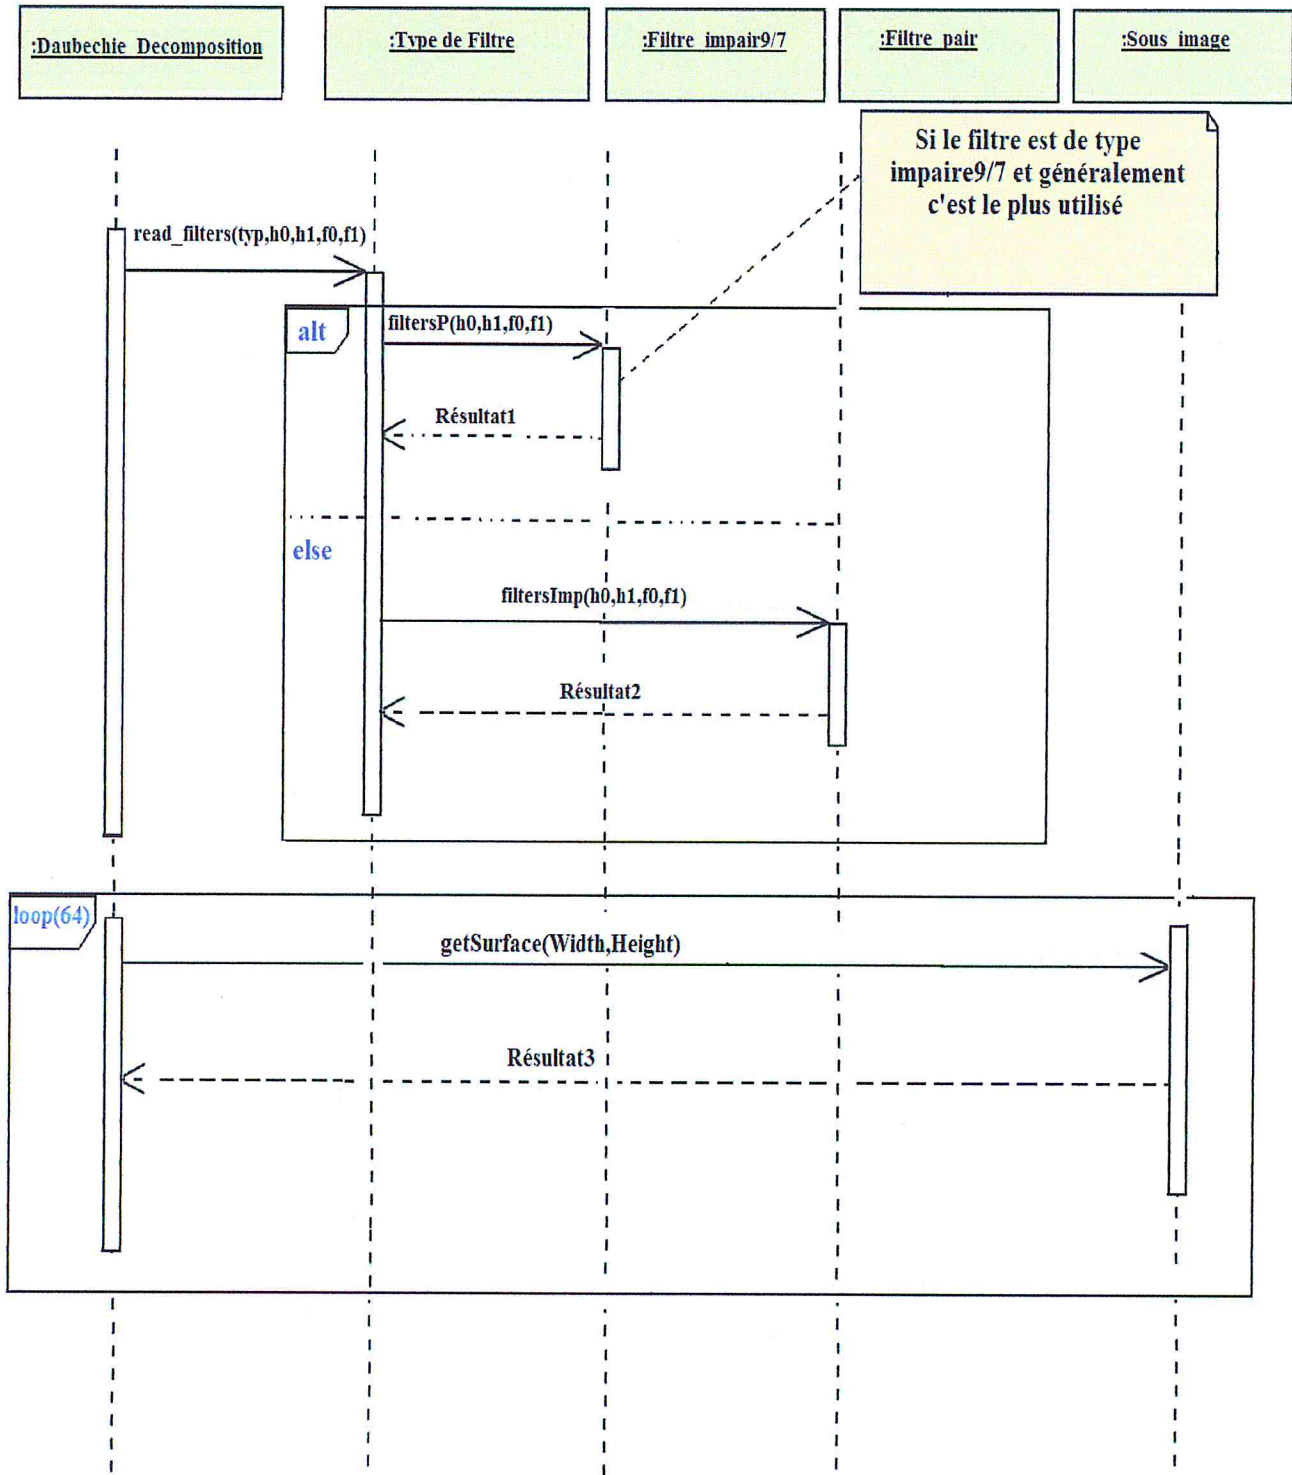 :Daubechie_Decomposition
:Type de Filtre
:Filtre_impair9/7
:Filtre_pair
:Sous_image
Si le filtre est de type
impaire9/7 et généralement
c'est le plus utilisé
read_filters(typ,h0,h1,f0,f1)
alt
filtersP(h0,h1,f0,f1)
Résultat1
else
filtersImp(h0,h1,f0,f1)
Résultat2
loop(64)
getSurface(Width,Height)
Résultat3